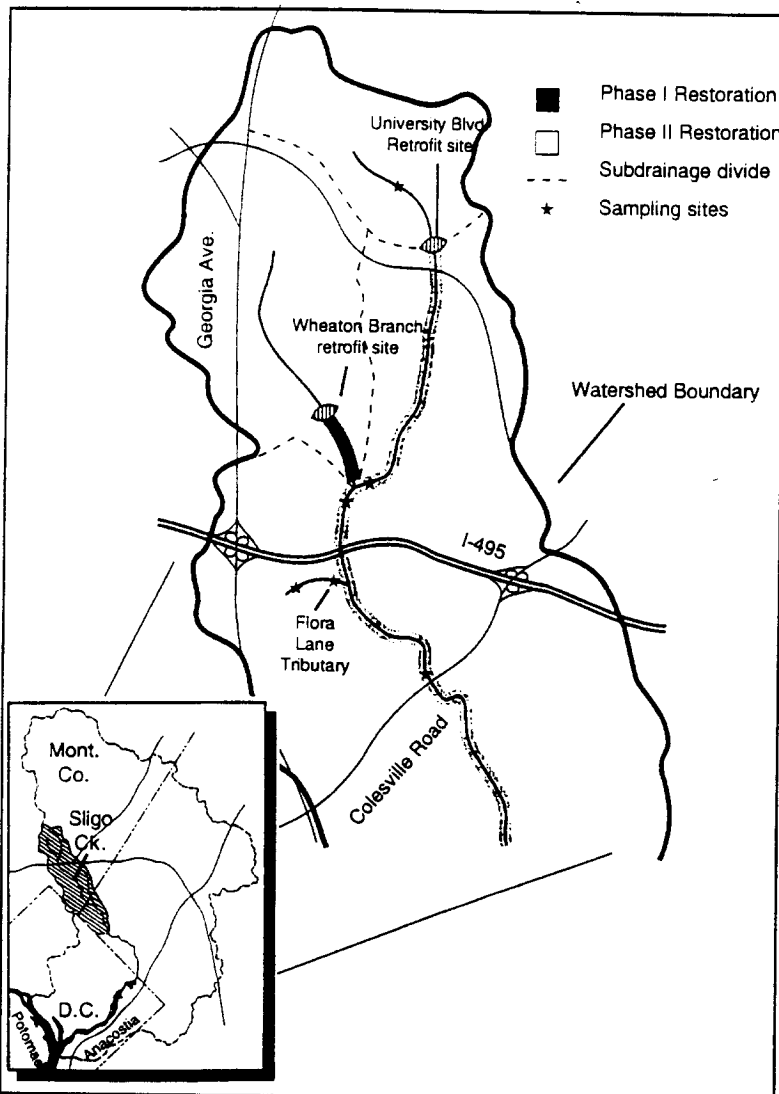 Phase I Restoration
Phase II Restoration
Subdrainage divide
Sampling sites
University Blvd
Retrofit site
Georgia Ave.
Wheaton Branch
retrofit site
Watershed Boundary
I-495
Flora
Lane
Tributary
Colesville Road
Mont.
Co.
Sligo
Ck.
D.C.
Potomac
Anacostia